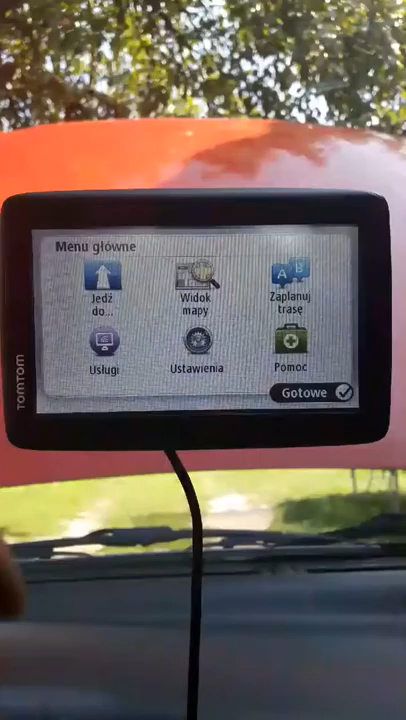 Menu główne
Jedź
do...
Widok
mapy
Zaplanuj
trasę
Usługi
Ustawienia
Pomoc
Gotowe
TOMTOM